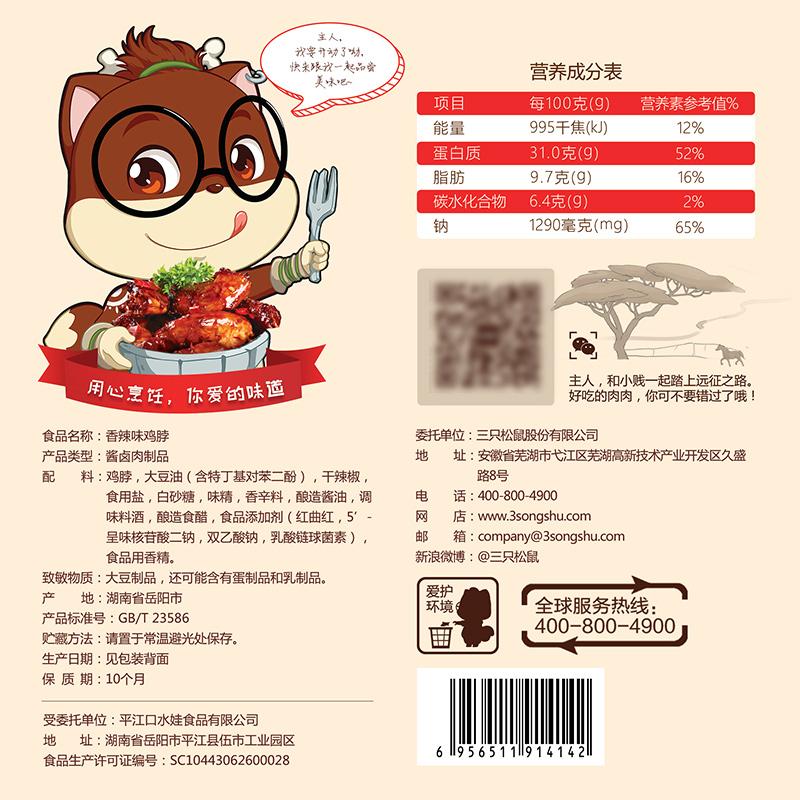 主人，
我要开动了呦，
快来跟我一起品尝
美味吧~
用心烹饪，你爱的味道
营养成分表
项目 每100克(g) 营养素参考值%
能量 995千焦(kJ) 12%
蛋白质 31.0克(g) 52%
脂肪 9.7克(g) 16%
碳水化合物 6.4克(g) 2%
钠 1290毫克(mg) 65%
主人，和小贱一起踏上远征之路。
好吃的肉肉，你可不要错过了哦！
食品名称：香辣味鸡脖
产品类型：酱卤肉制品
配 料：鸡脖，大豆油（含特丁基对苯二酚），干辣椒，
食用盐，白砂糖，味精，香辛料，酿造酱油，调
味料酒，酿造食醋，食品添加剂（红曲红，5＇-
呈味核苷酸二钠，双乙酸钠，乳酸链球菌素），
食品用香精。
致敏物质：大豆制品，还可能含有蛋制品和乳制品。
产 地：湖南省岳阳市
产品标准号：GB/T 23586
贮藏方法：请置于常温避光处保存。
生产日期：见包装背面
保 质 期：10个月
受委托单位：平江口水娃食品有限公司
地 址：湖南省岳阳市平江县伍市工业园区
食品生产许可证编号：SC10443062600028
委托单位：三只松鼠股份有限公司
地 址：安徽省芜湖市弋江区芜湖高新技术产业开发区久盛
路8号
电 话：400-800-4900
网 店：www.3songshu.com
邮 箱：company@3songshu.com
新浪微博：@三只松鼠
爱护
环境
全球服务热线：
400-800-4900
6 956511 914142